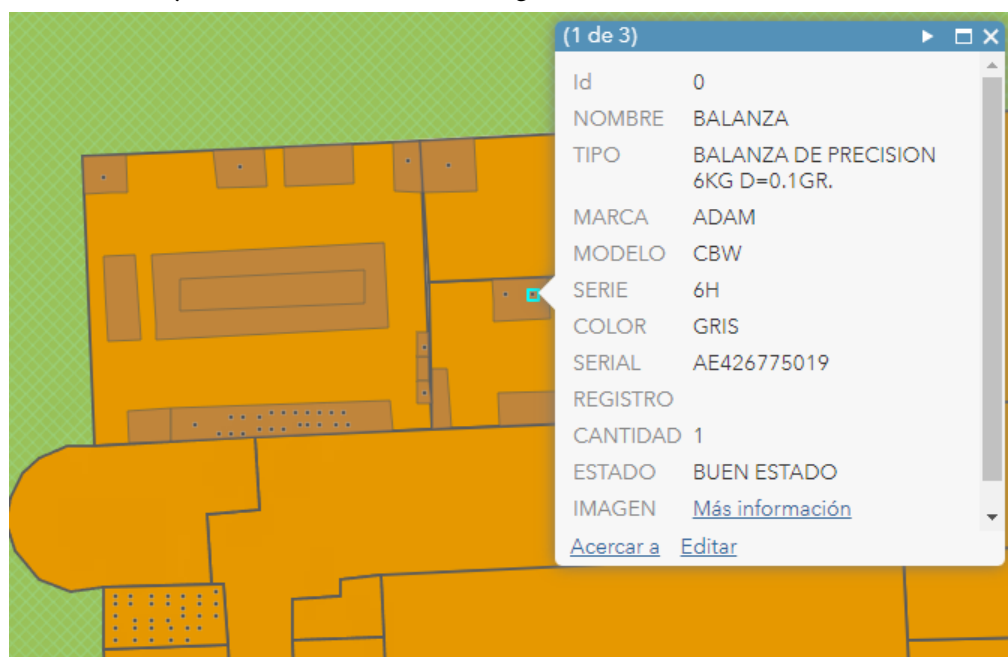 (1 de 3)
Id 0
NOMBRE BALANZA
TIPO BALANZA DE PRECISION
6KG D=0.1GR.
MARCA ADAM
MODELO CBW
SERIE 6H
COLOR GRIS
SERIAL AE426775019
REGISTRO
CANTIDAD 1
ESTADO BUEN ESTADO
IMAGEN Más información
Acercar a Editar